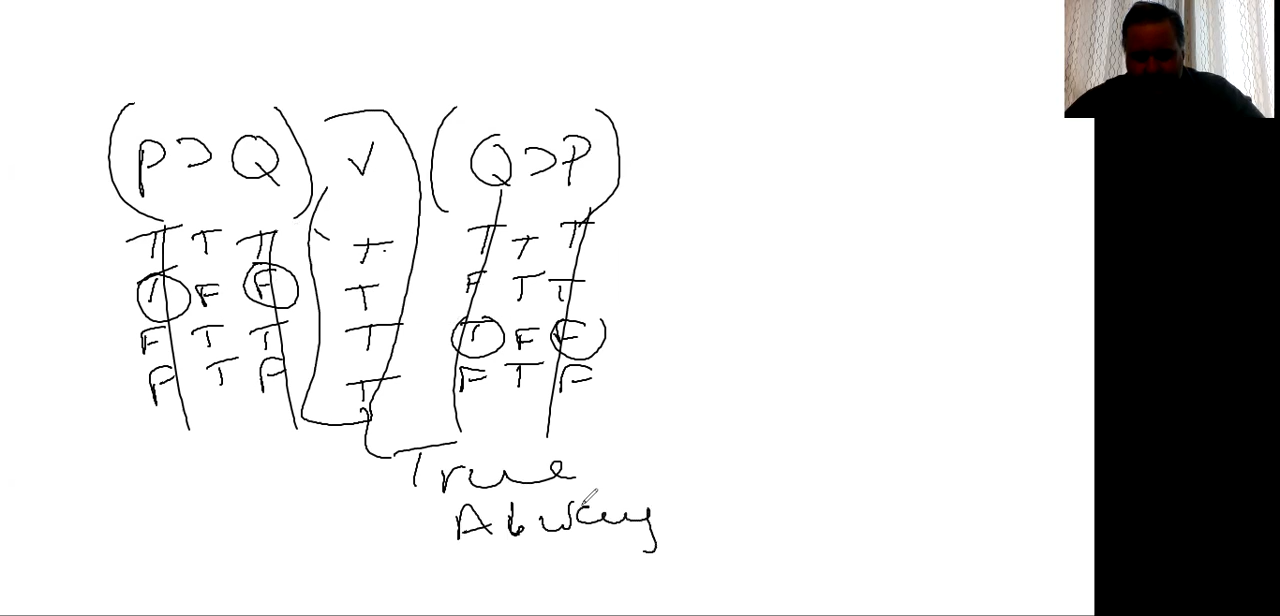 (P ⊃ Q) ∨ (Q ⊃ P)
T T T T T T T
T F F T F T T
F T T T T F F
F T F T F T F
True
Always